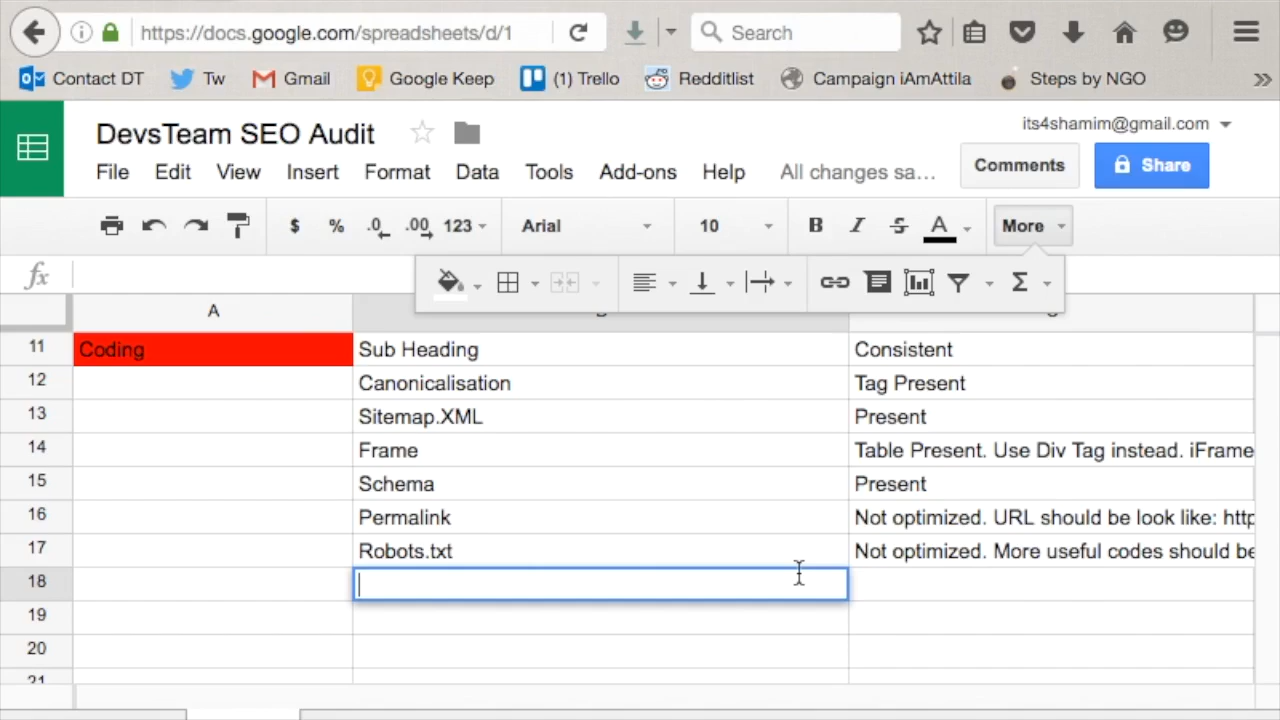 https://docs.google.com/spreadsheets/d/1 Search
Contact DT Tw Gmail Google Keep (1) Trello Redditlist Campaign iAmAttila Steps by NGO
DevsTeam SEO Audit
its4shamim@gmail.com
File Edit View Insert Format Data Tools Add-ons Help All changes sa…
Comments Share
$ % .0 .00 123 Arial 10 B I S A More
fx
A
11 Coding Sub Heading Consistent
12 Canonicalisation Tag Present
13 Sitemap.XML Present
14 Frame Table Present. Use Div Tag instead. iFrame
15 Schema Present
16 Permalink Not optimized. URL should be look like: http
17 Robots.txt Not optimized. More useful codes should be
18
19
20
21